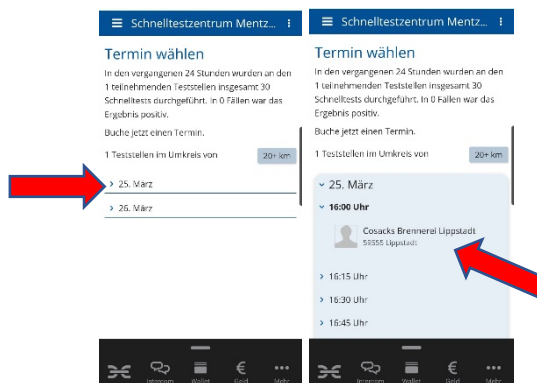 Schnelltestzentrum Mentz...
Termin wählen
In den vergangenen 24 Stunden wurden an den
1 teilnehmenden Teststellen insgesamt 30
Schnelltests durchgeführt. In 0 Fällen war das
Ergebnis positiv.
Buche jetzt einen Termin.
1 Teststellen im Umkreis von 20+ km
25. März
26. März
Intercom Wallet Geld Mehr
Schnelltestzentrum Mentz...
Termin wählen
In den vergangenen 24 Stunden wurden an den
1 teilnehmenden Teststellen insgesamt 30
Schnelltests durchgeführt. In 0 Fällen war das
Ergebnis positiv.
Buche jetzt einen Termin.
1 Teststellen im Umkreis von 20+ km
25. März
16:00 Uhr
Cosacks Brennerei Lippstadt
59555 Lippstadt
16:15 Uhr
16:30 Uhr
16:45 Uhr
Intercom Wallet Geld Mehr